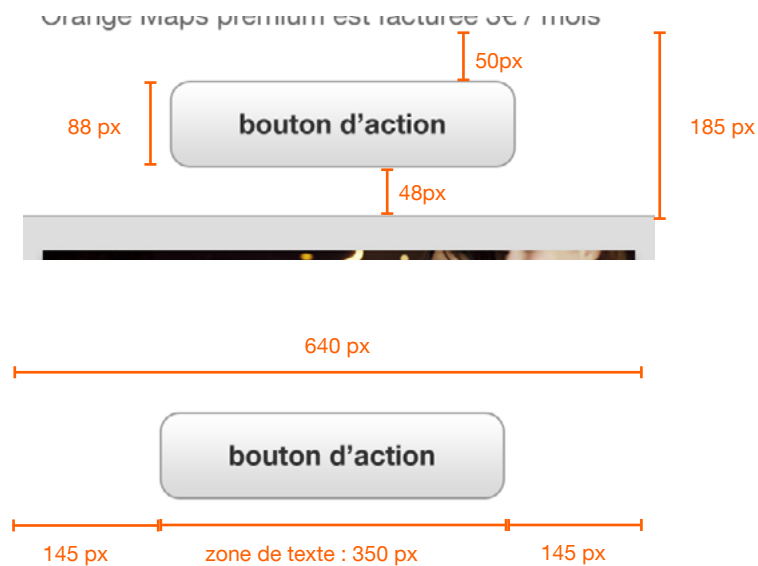 Orange Maps premium est facturée 3€ / mois
50px
88 px
bouton d’action
185 px
48px
640 px
bouton d’action
145 px
zone de texte : 350 px
145 px